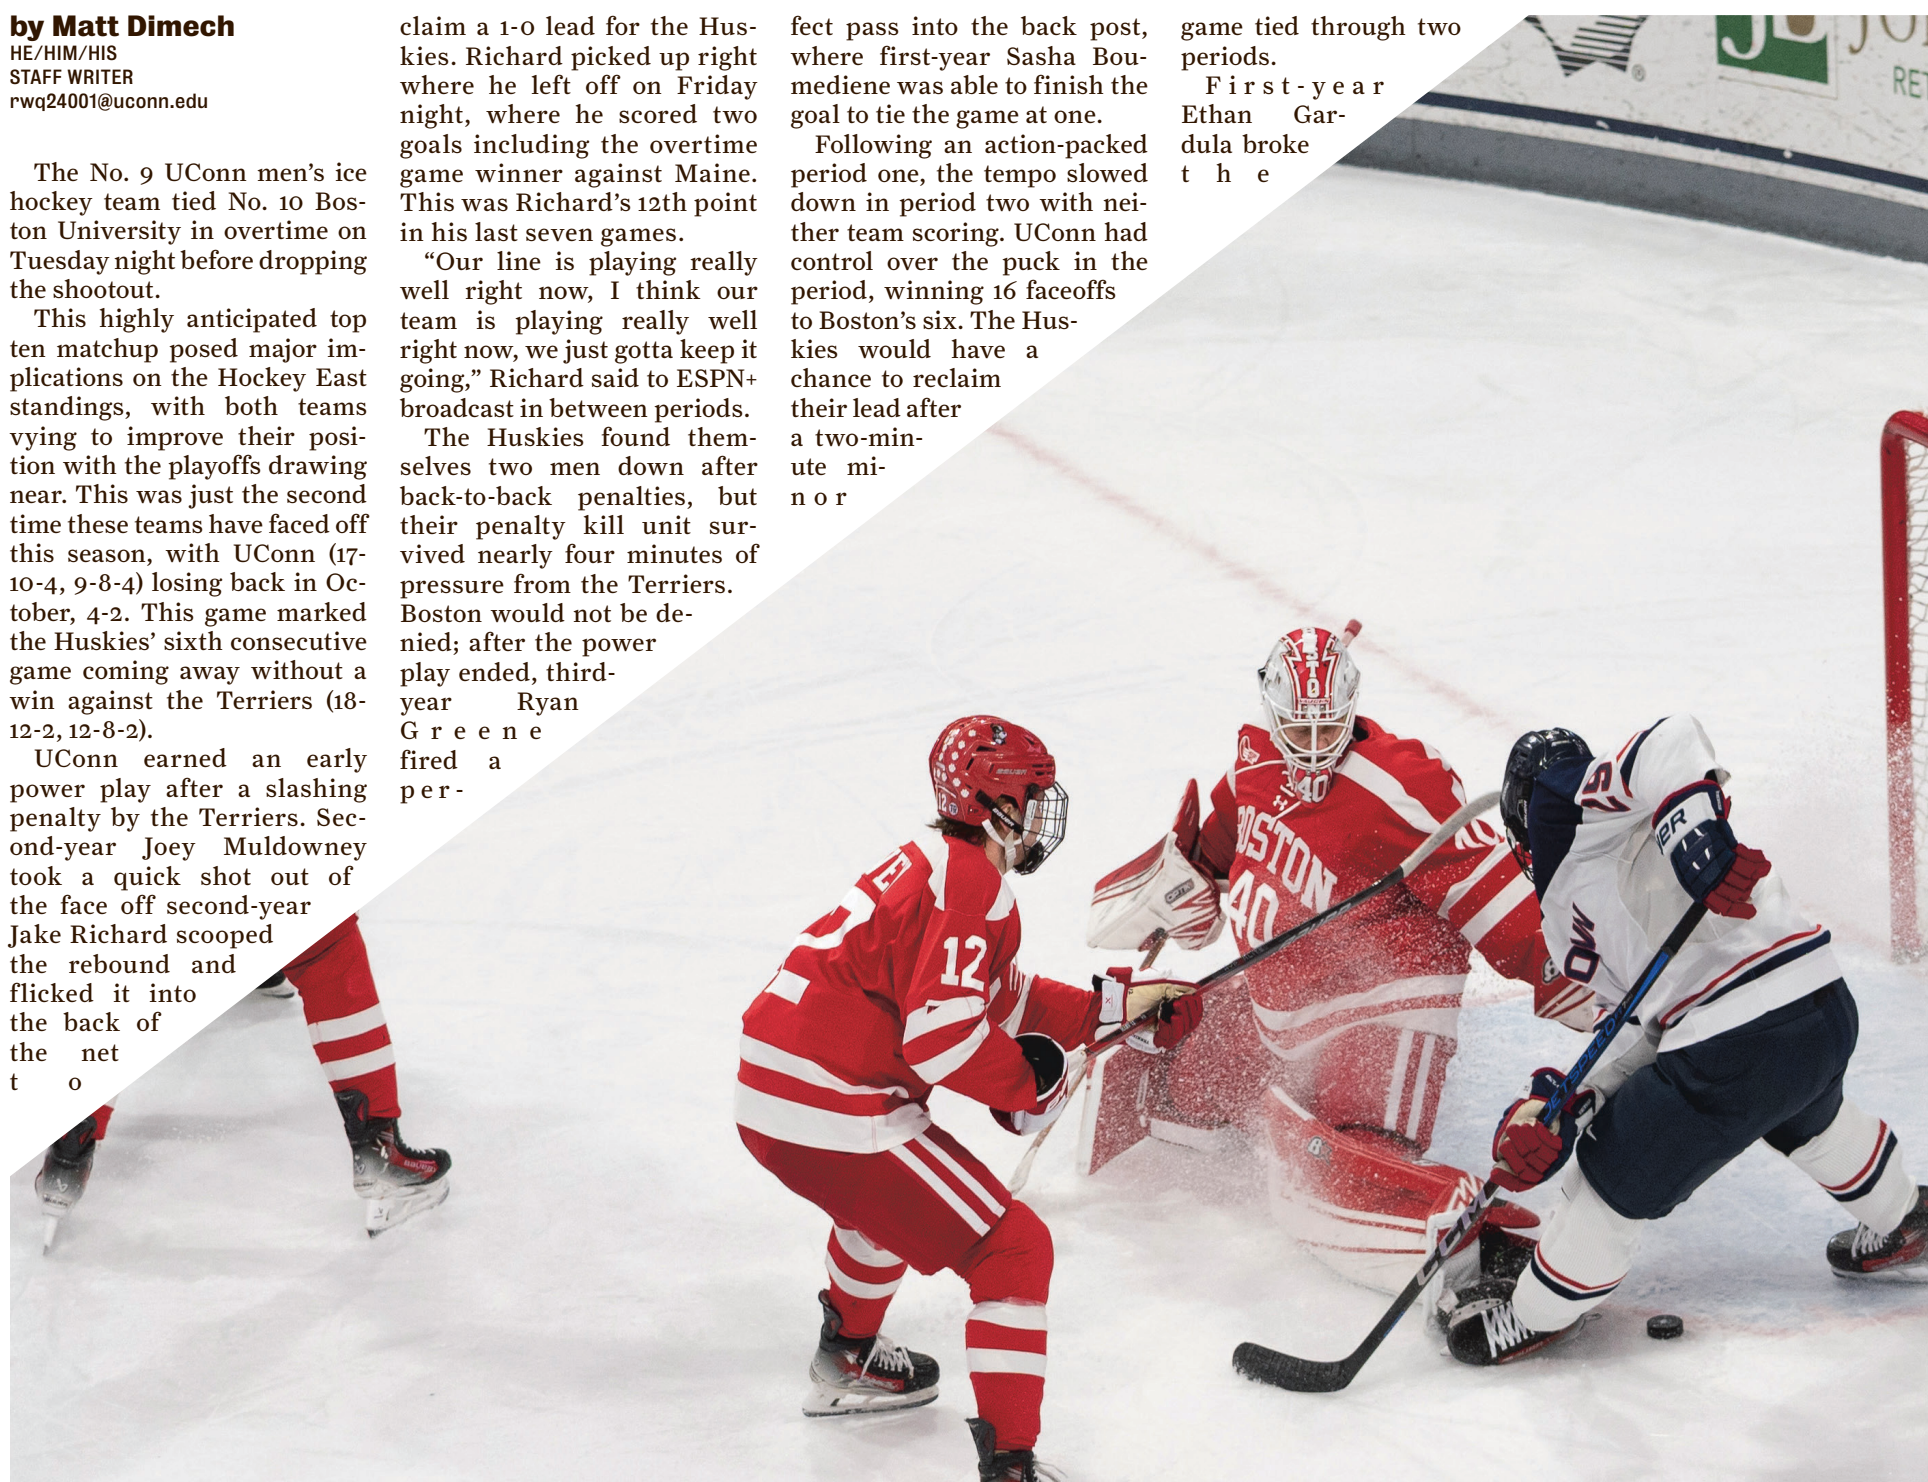 by Matt Dimech
HE/HIM/HIS
STAFF WRITER
rwq24001@uconn.edu
The No. 9 UConn men’s ice
hockey team tied No. 10 Bos-
ton University in overtime on
Tuesday night before dropping
the shootout.
This highly anticipated top
ten matchup posed major im-
plications on the Hockey East
standings, with both teams
vying to improve their posi-
tion with the playoffs drawing
near. This was just the second
time these teams have faced off
this season, with UConn (17-
10-4, 9-8-4) losing back in Oc-
tober, 4-2. This game marked
the Huskies’ sixth consecutive
game coming away without a
win against the Terriers (18-
12-2, 12-8-2).
UConn earned an early
power play after a slashing
penalty by the Terriers. Sec-
ond-year Joey Muldowney
took a quick shot out of
the face off second-year
Jake Richard scooped
the rebound and
flicked it into
the back of
the net
to
claim a 1-0 lead for the Hus-
kies. Richard picked up right
where he left off on Friday
night, where he scored two
goals including the overtime
game winner against Maine.
This was Richard’s 12th point
in his last seven games.
“Our line is playing really
well right now, I think our
team is playing really well
right now, we just gotta keep it
going,” Richard said to ESPN+
broadcast in between periods.
The Huskies found them-
selves two men down after
back-to-back penalties, but
their penalty kill unit sur-
vived nearly four minutes of
pressure from the Terriers.
Boston would not be de-
nied; after the power
play ended, third-
year Ryan
Greene
fired a
per-
fect pass into the back post,
where first-year Sasha Bou-
mediene was able to finish the
goal to tie the game at one.
Following an action-packed
period one, the tempo slowed
down in period two with nei-
ther team scoring. UConn had
control over the puck in the
period, winning 16 faceoffs
to Boston’s six. The Hus-
kies would have a
chance to reclaim
their lead after
a two-min-
ute mi-
nor
game tied through two
periods.
First-year
Ethan Gar-
dula broke
the
12
BOSTON
40
40
JETSPEED
CCM
BAUER